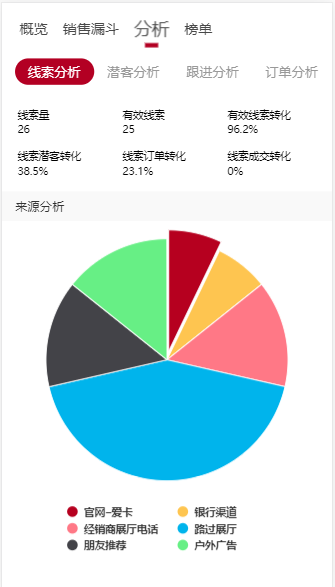 概览 销售漏斗 分析 榜单
线索分析 潜客分析 跟进分析 订单分析
线索量 有效线索 有效线索转化
26 25 96.2%
线索潜客转化 线索订单转化 线索成交转化
38.5% 23.1% 0%
来源分析
官网-爱卡 银行渠道
经销商展厅电话 路过展厅
朋友推荐 户外广告